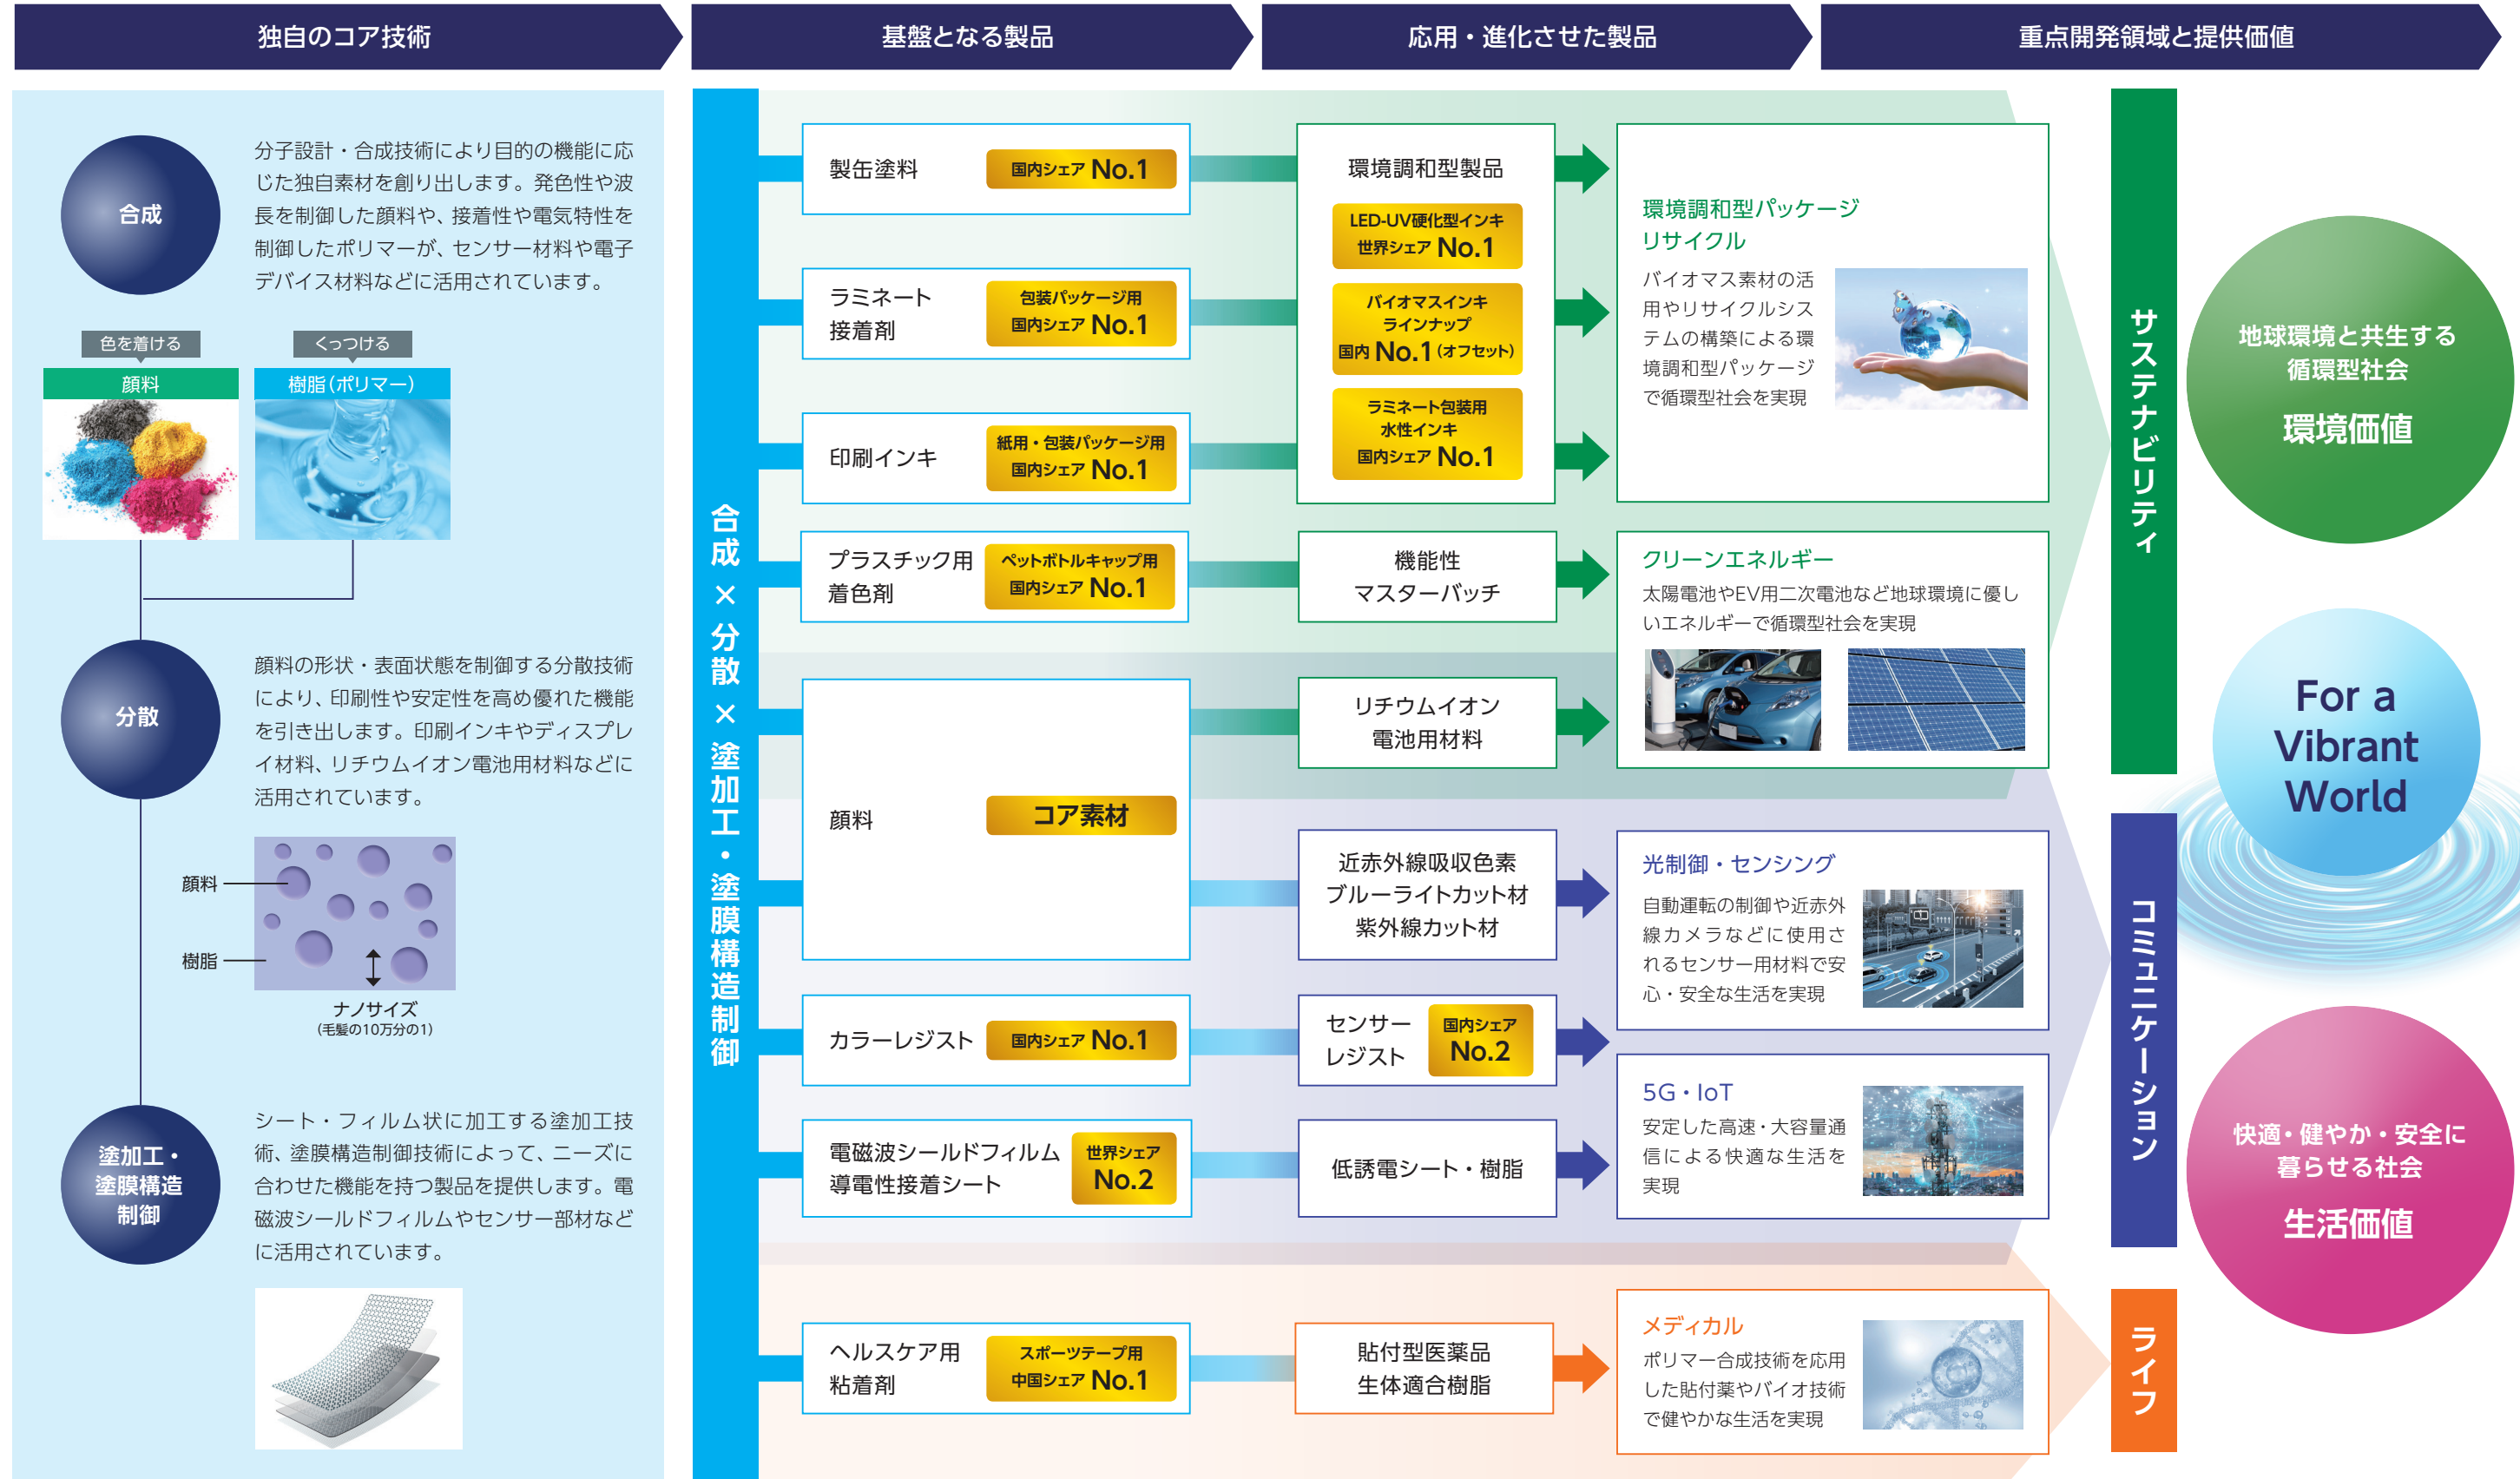 独自のコア技術
基盤となる製品
応用・進化させた製品
重点開発領域と提供価値
合成
分子設計・合成技術により目的の機能に応
じた独自素材を創り出します。発色性や波
長を制御した顔料や、接着性や電気特性を
制御したポリマーが、センサー材料や電子
デバイス材料などに活用されています。
色を着ける
くっつける
顔料
樹脂(ポリマー)
分散
顔料の形状・表面状態を制御する分散技術
により、印刷性や安定性を高め優れた機能
を引き出します。印刷インキやディスプレ
イ材料、リチウムイオン電池用材料などに
活用されています。
顔料
樹脂
ナノサイズ
(毛髪の10万分の1)
塗加工・
塗膜構造
制御
シート・フィルム状に加工する塗加工技
術、塗膜構造制御技術によって、ニーズに
合わせた機能を持つ製品を提供します。電
磁波シールドフィルムやセンサー部材など
に活用されています。
合成×分散×塗加工・塗膜構造制御
製缶塗料
国内シェア No.1
ラミネート
接着剤
包装パッケージ用
国内シェア No.1
印刷インキ
紙用・包装パッケージ用
国内シェア No.1
プラスチック用
着色剤
ペットボトルキャップ用
国内シェア No.1
顔料
コア素材
カラーレジスト
国内シェア No.1
電磁波シールドフィルム
導電性接着シート
世界シェア
No.2
ヘルスケア用
粘着剤
スポーツテープ用
中国シェア No.1
環境調和型製品
LED-UV硬化型インキ
世界シェア No.1
バイオマスインキ
ラインナップ
国内 No.1 (オフセット)
ラミネート包装用
水性インキ
国内シェア No.1
機能性
マスターバッチ
リチウムイオン
電池用材料
近赤外線吸収色素
ブルーライトカット材
紫外線カット材
センサー
レジスト
国内シェア
No.2
低誘電シート・樹脂
貼付型医薬品
生体適合樹脂
環境調和型パッケージ
リサイクル
バイオマス素材の活
用やリサイクルシス
テムの構築による環
境調和型パッケージ
で循環型社会を実現
クリーンエネルギー
太陽電池やEV用二次電池など地球環境に優し
いエネルギーで循環型社会を実現
光制御・センシング
自動運転の制御や近赤外
線カメラなどに使用さ
れるセンサー用材料で安
心・安全な生活を実現
5G・IoT
安定した高速・大容量通
信による快適な生活を
実現
メディカル
ポリマー合成技術を応用
した貼付薬やバイオ技術
で健やかな生活を実現
サステナビリティ
コミュニケーション
ライフ
地球環境と共生する
循環型社会
環境価値
For a
Vibrant
World
快適・健やか・安全に
暮らせる社会
生活価値